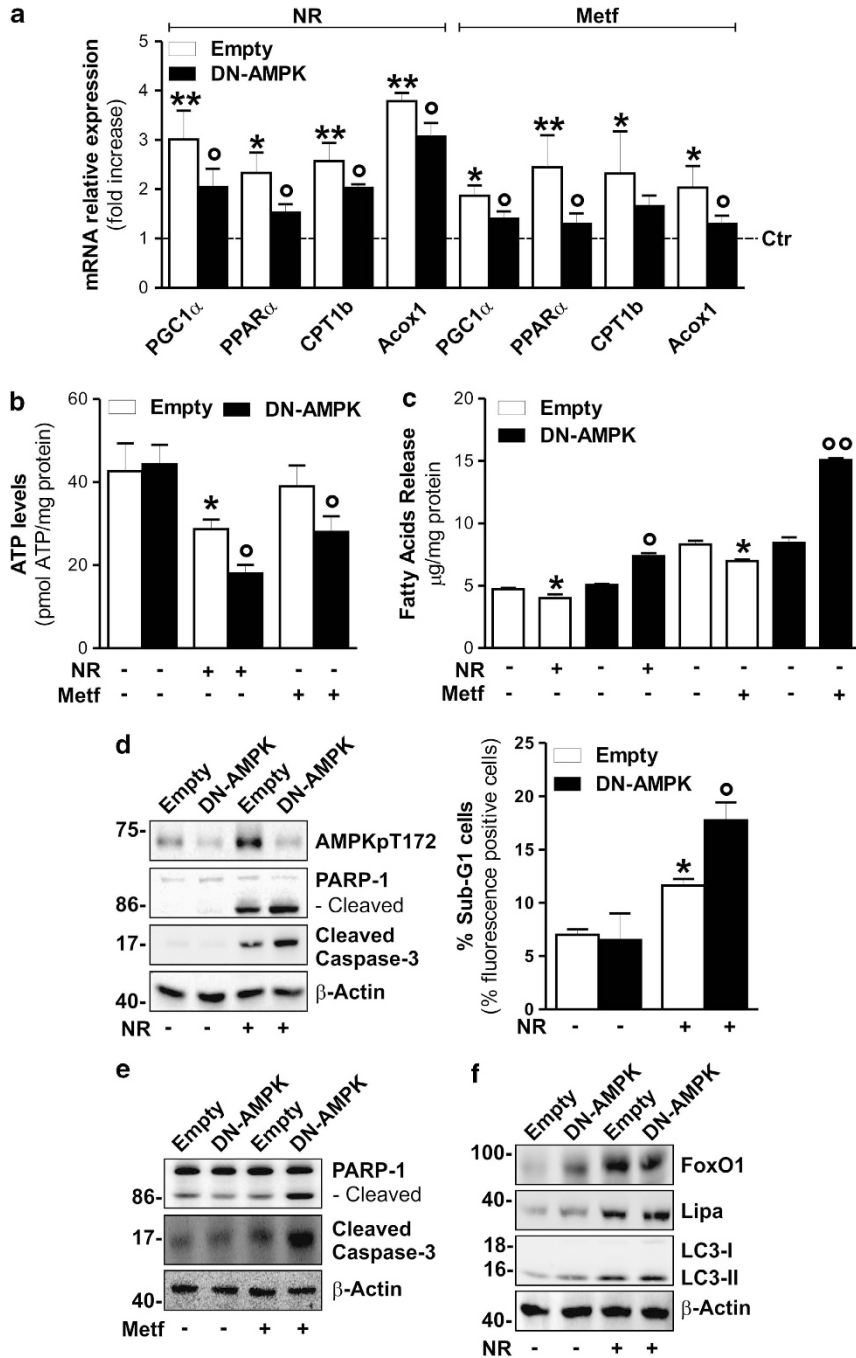 a
NR
Metf
Empty
DN-AMPK
mRNA relative expression
(fold increase)
5
4
3
2
1
0
** ° * ° ** ° ** ° * ° ** ° * * °
Ctr
PGC1α PPARα CPT1b Acox1 PGC1α PPARα CPT1b Acox1
b
Empty DN-AMPK
ATP levels
(pmol ATP/mg protein)
60
40
20
0
* ° °
NR - - + + - -
Metf - - - - + +
c
Empty
DN-AMPK
Fatty Acids Release
µg/mg protein
20
15
10
5
0
* ° * °°
NR - + - + - - - -
Metf - - - - - + - +
d
Empty DN-AMPK Empty DN-AMPK
75-
AMPKpT172
PARP-1
86- - Cleaved
17- Cleaved
Caspase-3
40- β-Actin
NR - - + +
Empty
DN-AMPK
% Sub-G1 cells
(% fluorescence positive cells)
25
20
15
10
5
0
* °
NR - - + +
e
Empty DN-AMPK Empty DN-AMPK
PARP-1
86- - Cleaved
17- Cleaved
Caspase-3
40- β-Actin
Metf - - + +
f
Empty DN-AMPK Empty DN-AMPK
100-
FoxO1
40- Lipa
18- LC3-I
16- LC3-II
40- β-Actin
NR - - + +